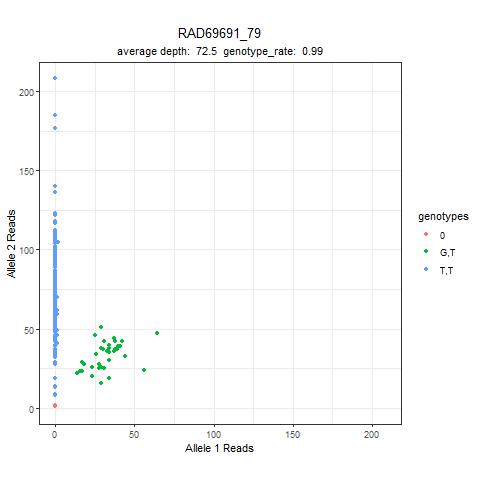 RAD69691_79
average depth:  72.5  genotype_rate:  0.99
200
150
100
50
0
Allele 2 Reads
0
50
100
150
200
Allele 1 Reads
genotypes
0
G,T
T,T